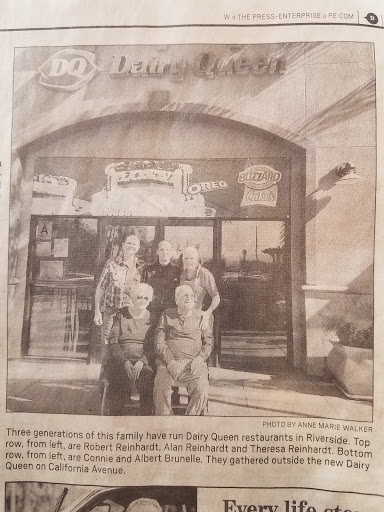 W » THE PRESS-ENTERPRISE » PE.COM
DQ Dairy Queen
OREO
BLIZZARD
Cakes
A
PHOTO BY ANNE MARIE WALKER
Three generations of this family have run Dairy Queen restaurants in Riverside. Top
row, from left, are Robert Reinhardt, Alan Reinhardt and Theresa Reinhardt. Bottom
row, from left, are Connie and Albert Brunelle. They gathered outside the new Dairy
Queen on California Avenue.